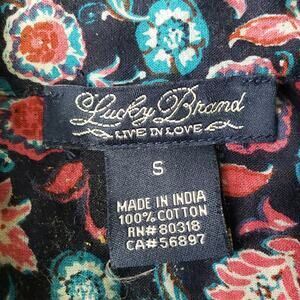 Lucky Brand
LIVE IN LOVE
S
MADE IN INDIA
100% COTTON
RN# 80318
CA# 56897